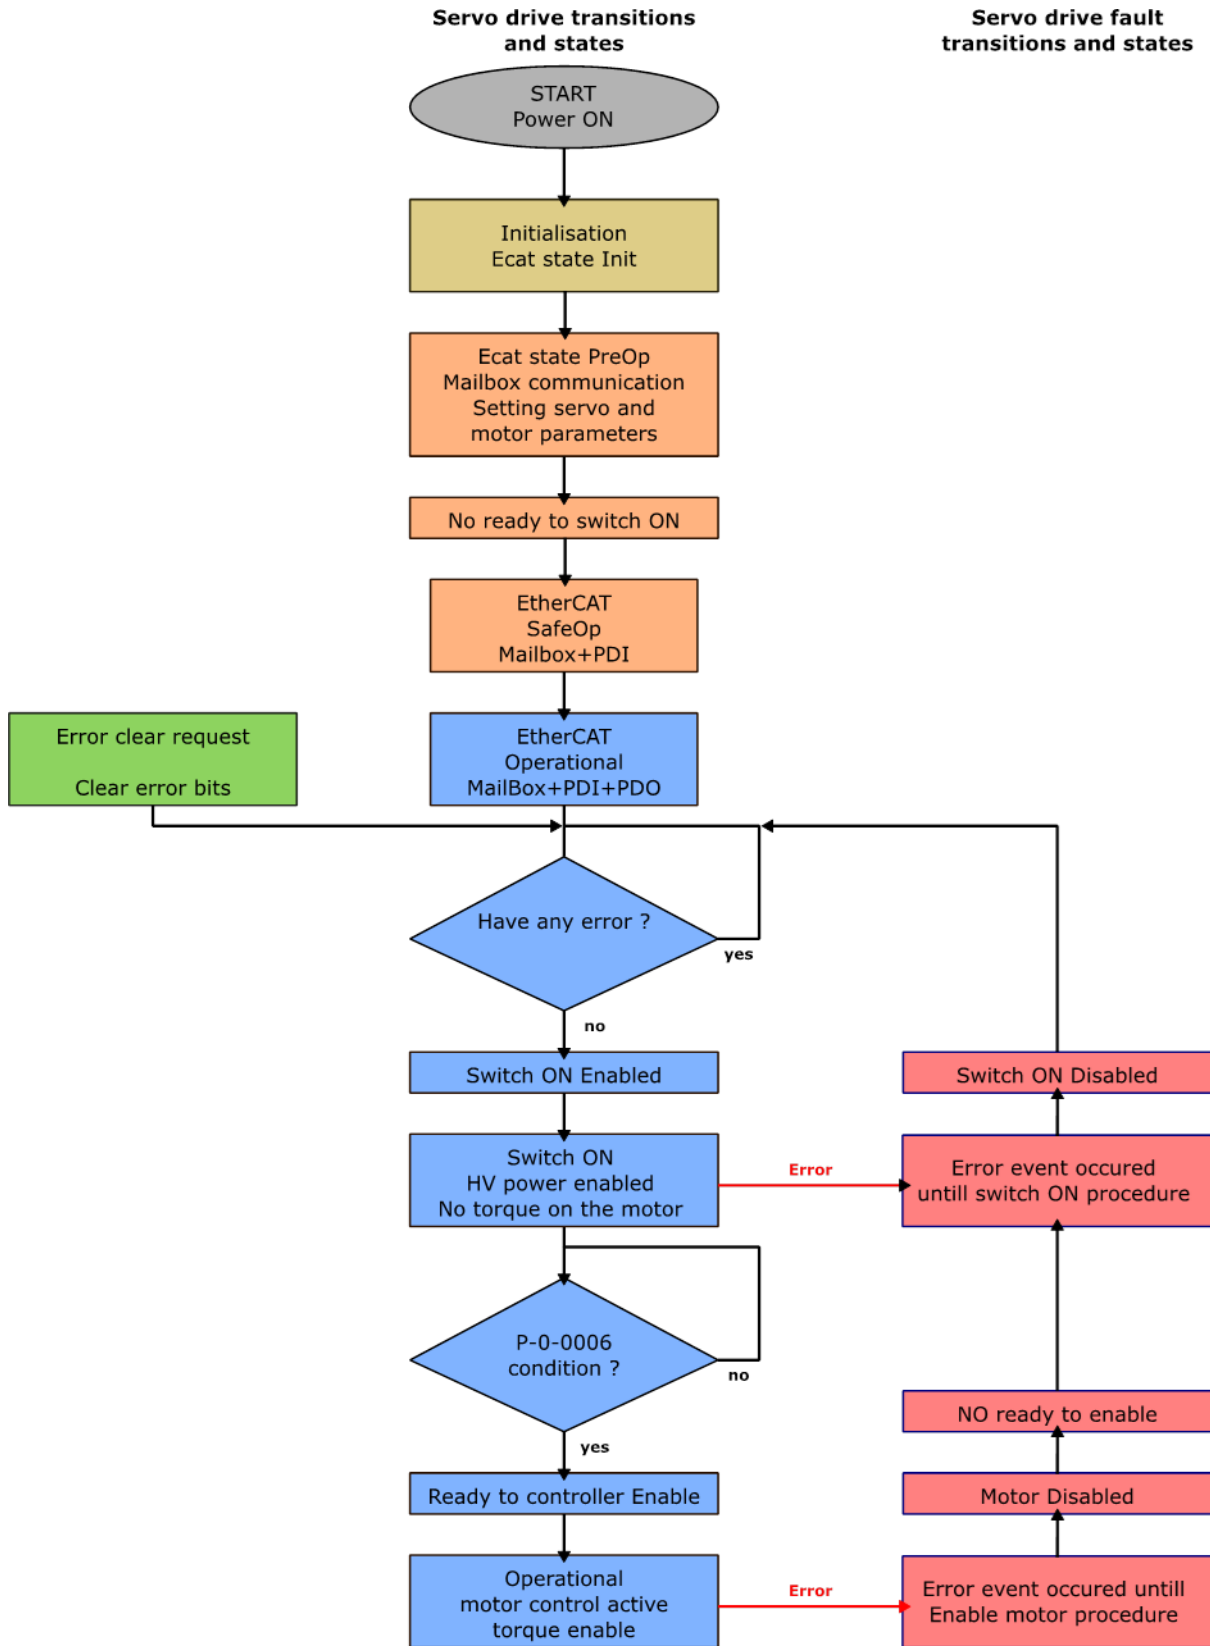 Servo drive transitions
and states
Servo drive fault
transitions and states
START
Power ON
Initialisation
Ecat state Init
Ecat state PreOp
Mailbox communication
Setting servo and
motor parameters
No ready to switch ON
EtherCAT
SafeOp
Mailbox+PDI
Error clear request
Clear error bits
EtherCAT
Operational
MailBox+PDI+PDO
Have any error ?
yes
no
Switch ON Enabled
Switch ON Disabled
Switch ON
HV power enabled
No torque on the motor
Error
Error event occured
untill switch ON procedure
P-0-0006
condition ?
no
yes
NO ready to enable
Ready to controller Enable
Motor Disabled
Operational
motor control active
torque enable
Error
Error event occured untill
Enable motor procedure